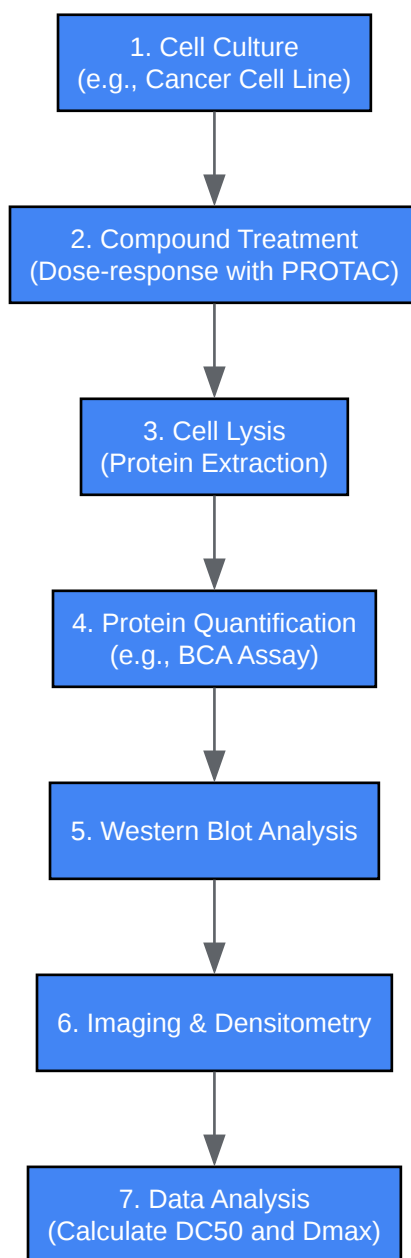 1. Cell Culture
(e.g., Cancer Cell Line)
2. Compound Treatment
(Dose-response with PROTAC)
3. Cell Lysis
(Protein Extraction)
4. Protein Quantification
(e.g., BCA Assay)
5. Western Blot Analysis
6. Imaging & Densitometry
7. Data Analysis
(Calculate DC50 and Dmax)